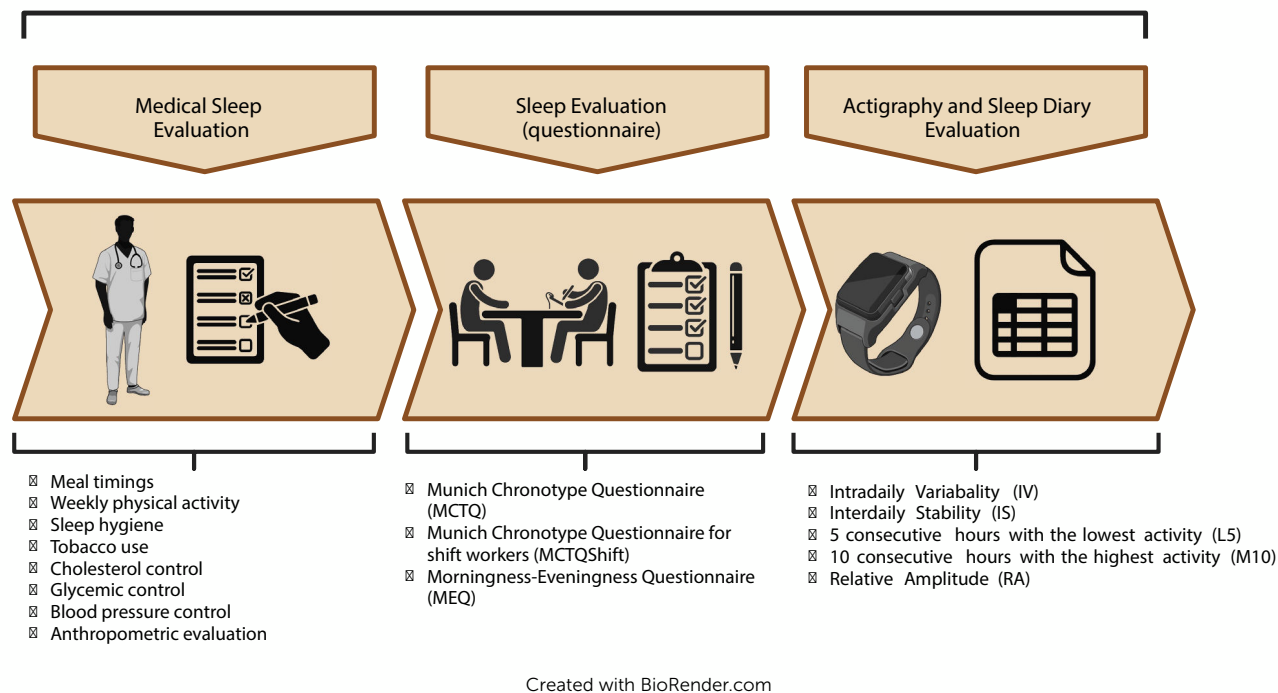 Medical Sleep
Evaluation
Sleep Evaluation
(questionnaire)
Actigraphy and Sleep Diary
Evaluation
Meal timings
Weekly physical activity
Sleep hygiene
Tobacco use
Cholesterol control
Glycemic control
Blood pressure control
Anthropometric evaluation
Munich Chronotype Questionnaire
(MCTQ)
Munich Chronotype Questionnaire for
shift workers (MCTQShift)
Morningness-Eveningness Questionnaire
(MEQ)
Intradaily Variabality (IV)
Interdaily Stability (IS)
5 consecutive hours with the lowest activity (L5)
10 consecutive hours with the highest activity (M10)
Relative Amplitude (RA)
Created with BioRender.com